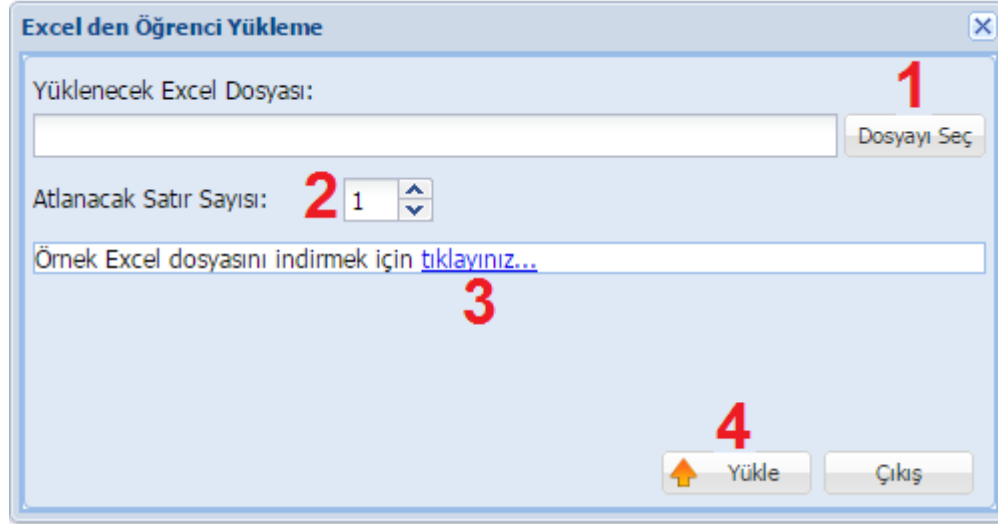 Excel den Öğrenci Yükleme
Yüklenecek Excel Dosyası:
1
Dosyayı Seç
Atlanacak Satır Sayısı: 2 1
Örnek Excel dosyasını indirmek için tıklayınız...
3
4
Yükle Çıkış